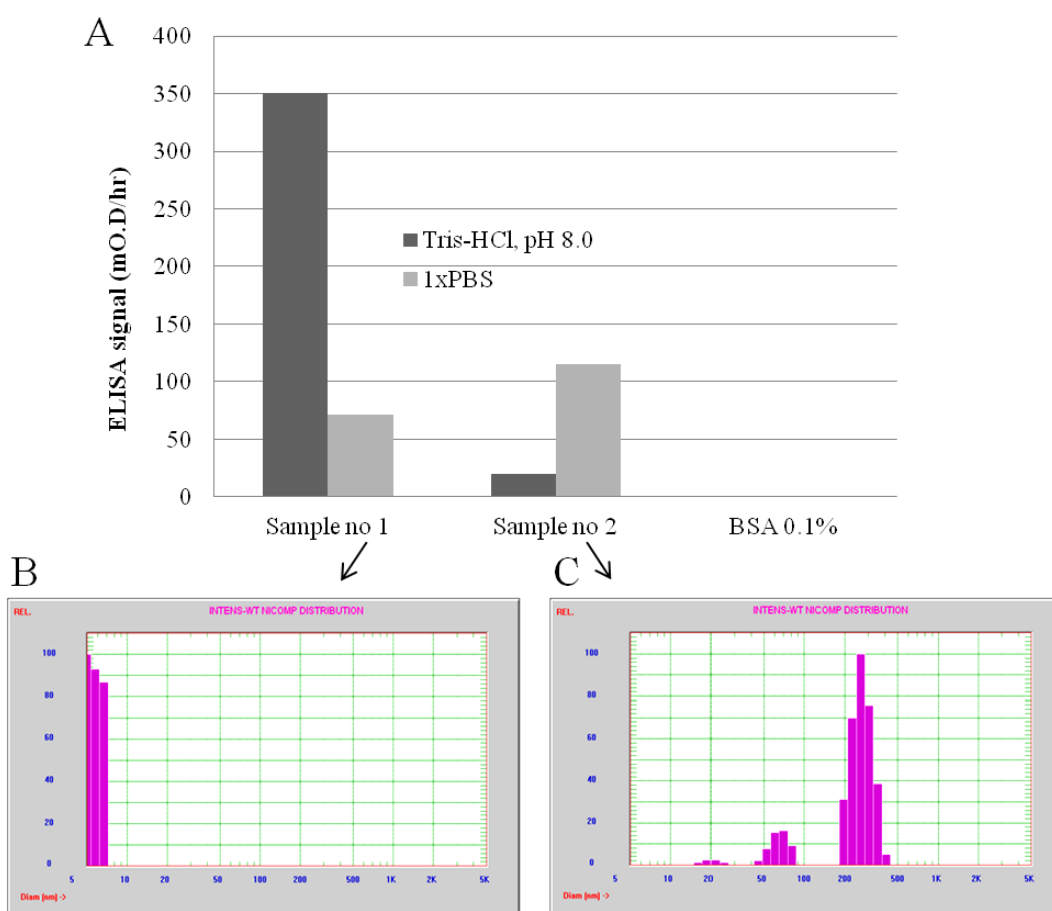 A
400
350
300
250
200
150
100
50
0
ELISA signal (mO.D/hr)
Tris-HCl, pH 8.0
1xPBS
Sample no 1
Sample no 2
BSA 0.1%
B
REL.
INTENS-WT NICOMP DISTRIBUTION
100
80
60
40
20
0
5 10 20 50 100 200 500 1K 2K 5K
Diam [nm] ->
C
REL.
INTENS-WT NICOMP DISTRIBUTION
100
80
60
40
20
0
5 10 20 50 100 200 500 1K 2K 5K
Diam [nm] ->